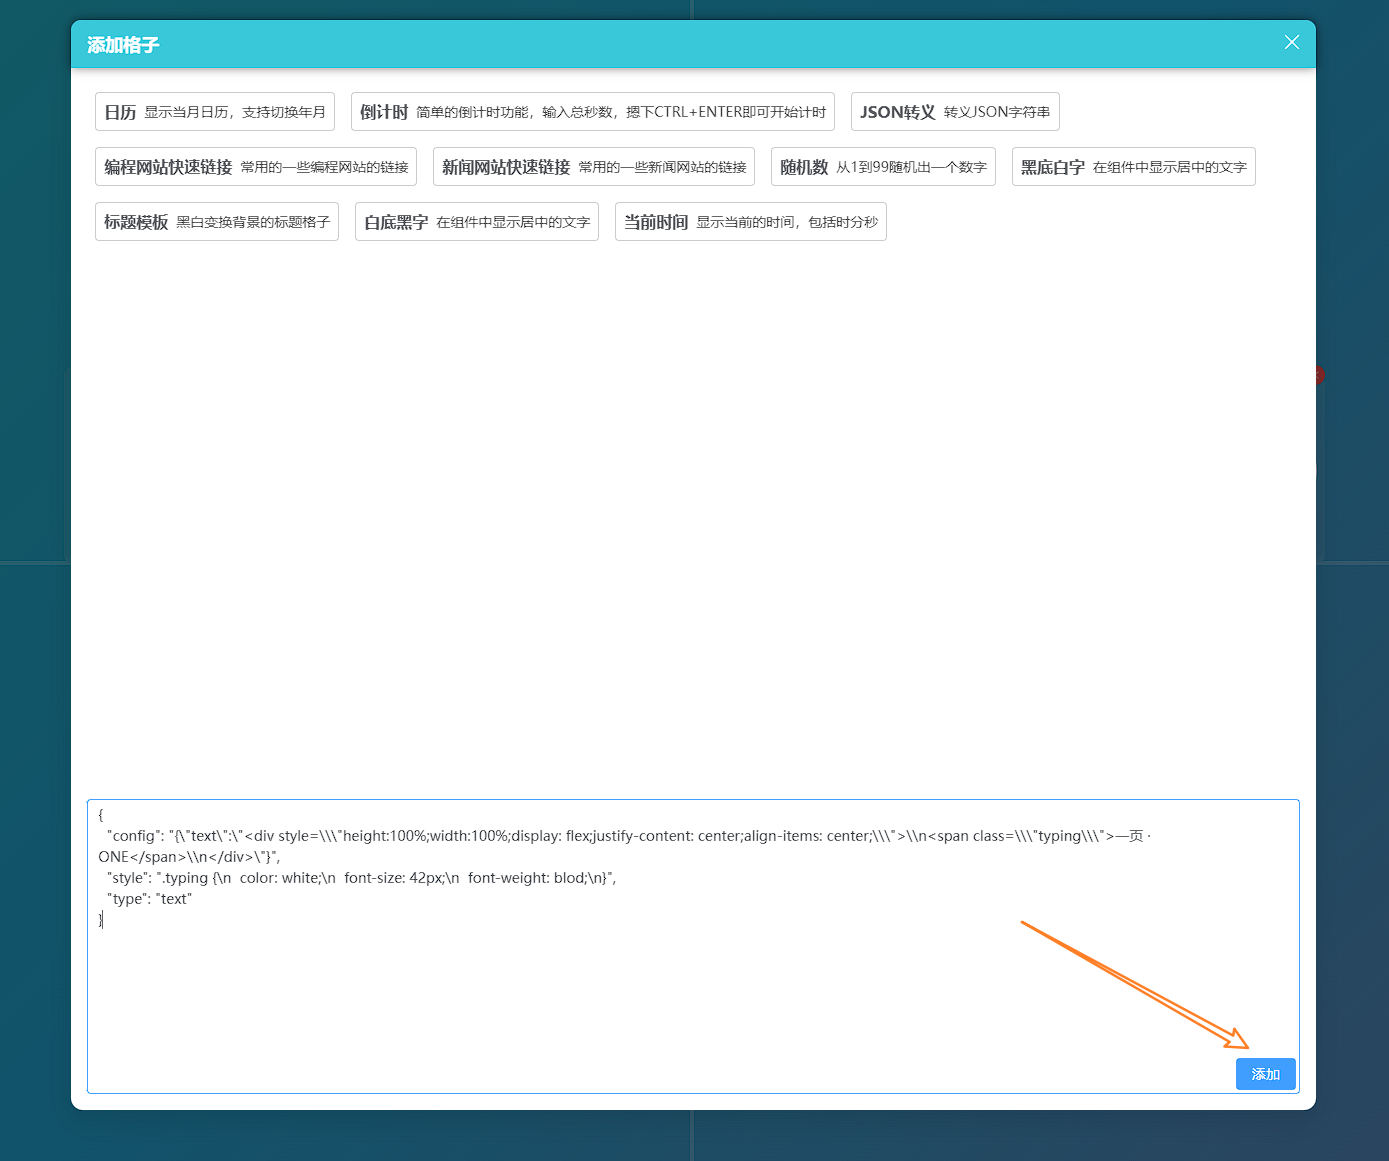 添加格子
日历 显示当月日历，支持切换年月
倒计时 简单的倒计时功能，输入总秒数，摁下CTRL+ENTER即可开始计时
JSON转义 转义JSON字符串
编程网站快速链接 常用的一些编程网站的链接
新闻网站快速链接 常用的一些新闻网站的链接
随机数 从1到99随机出一个数字
黑底白字 在组件中显示居中的文字
标题模板 黑白变换背景的标题格子
白底黑字 在组件中显示居中的文字
当前时间 显示当前的时间，包括时分秒
{
  "config": "{\"text\":\"<div style=\\\"height:100%;width:100%;display: flex;justify-content: center;align-items: center;\\\">\\n<span class=\\\"typing\\\">一页 ·
ONE</span>\\n</div>\"}",
  "style": ".typing {\n  color: white;\n  font-size: 42px;\n  font-weight: blod;\n}",
  "type": "text"
}
添加